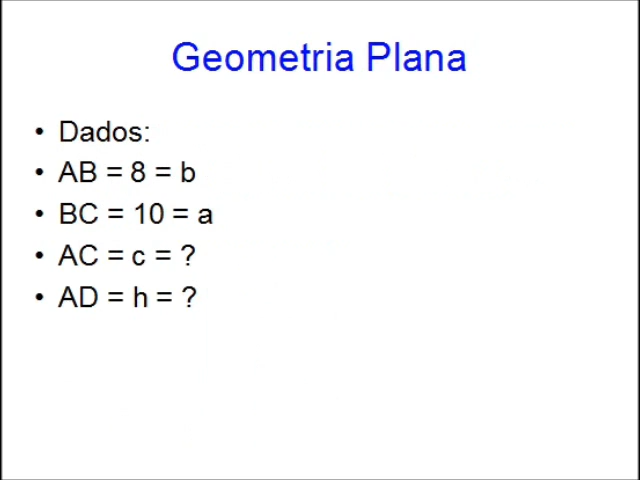 Geometria Plana
• Dados:
• AB = 8 = b
• BC = 10 = a
• AC = c = ?
• AD = h = ?